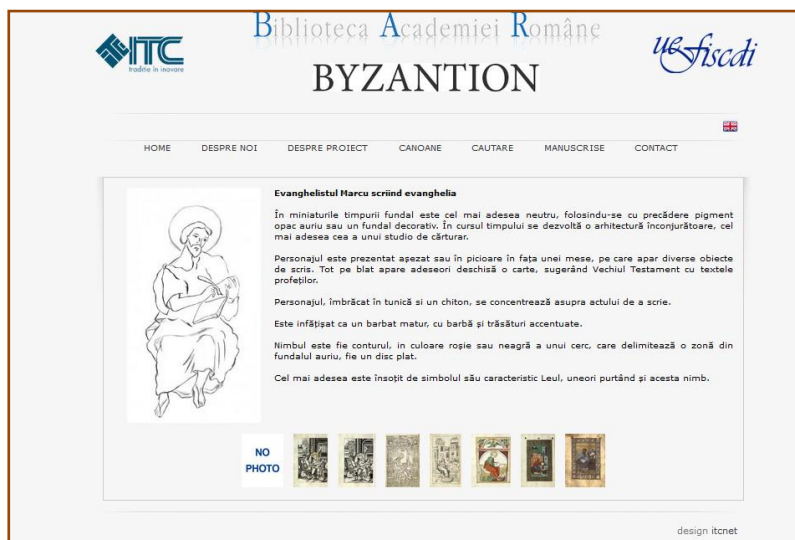 Biblioteca Academiei Române
ITC
tradiție în inovare
uefiscdi
BYZANTION
HOME DESPRE NOI DESPRE PROIECT CANOANE CAUTARE MANUSCRISE CONTACT
Evanghelistul Marcu scriind evanghelia
În miniaturile timpurii fundal este cel mai adesea neutru, folosindu-se cu precădere pigment
opac auriu sau un fundal decorativ. În cursul timpului se dezvoltă o arhitectură înconjurătoare, cel
mai adesea cea a unui studio de cărturar.
Personajul este prezentat așezat sau în picioare în fața unei mese, pe care apar diverse obiecte
de scris. Tot pe blat apare adeseori deschisă o carte, sugerând Vechiul Testament cu textele
profeților.
Personajul, îmbrăcat în tunică si un chiton, se concentrează asupra actului de a scrie.
Este infățișat ca un barbat matur, cu barbă și trăsături accentuate.
Nimbul este fie conturul, in culoare roșie sau neagră a unui cerc, care delimitează o zonă din
fundalul auriu, fie un disc plat.
Cel mai adesea este însoțit de simbolul său caracteristic Leul, uneori purtând și acesta nimb.
NO
PHOTO
design itcnet